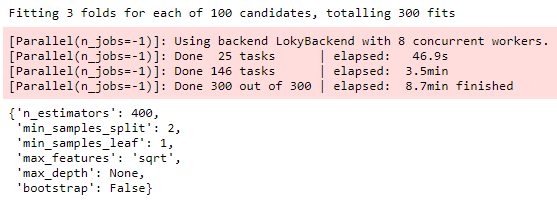 Fitting 3 folds for each of 100 candidates, totalling 300 fits
[Parallel(n_jobs=-1)]: Using backend LokyBackend with 8 concurrent workers.
[Parallel(n_jobs=-1)]: Done  25 tasks      | elapsed:   46.9s
[Parallel(n_jobs=-1)]: Done 146 tasks      | elapsed:  3.5min
[Parallel(n_jobs=-1)]: Done 300 out of 300 | elapsed:  8.7min finished
{'n_estimators': 400,
 'min_samples_split': 2,
 'min_samples_leaf': 1,
 'max_features': 'sqrt',
 'max_depth': None,
 'bootstrap': False}